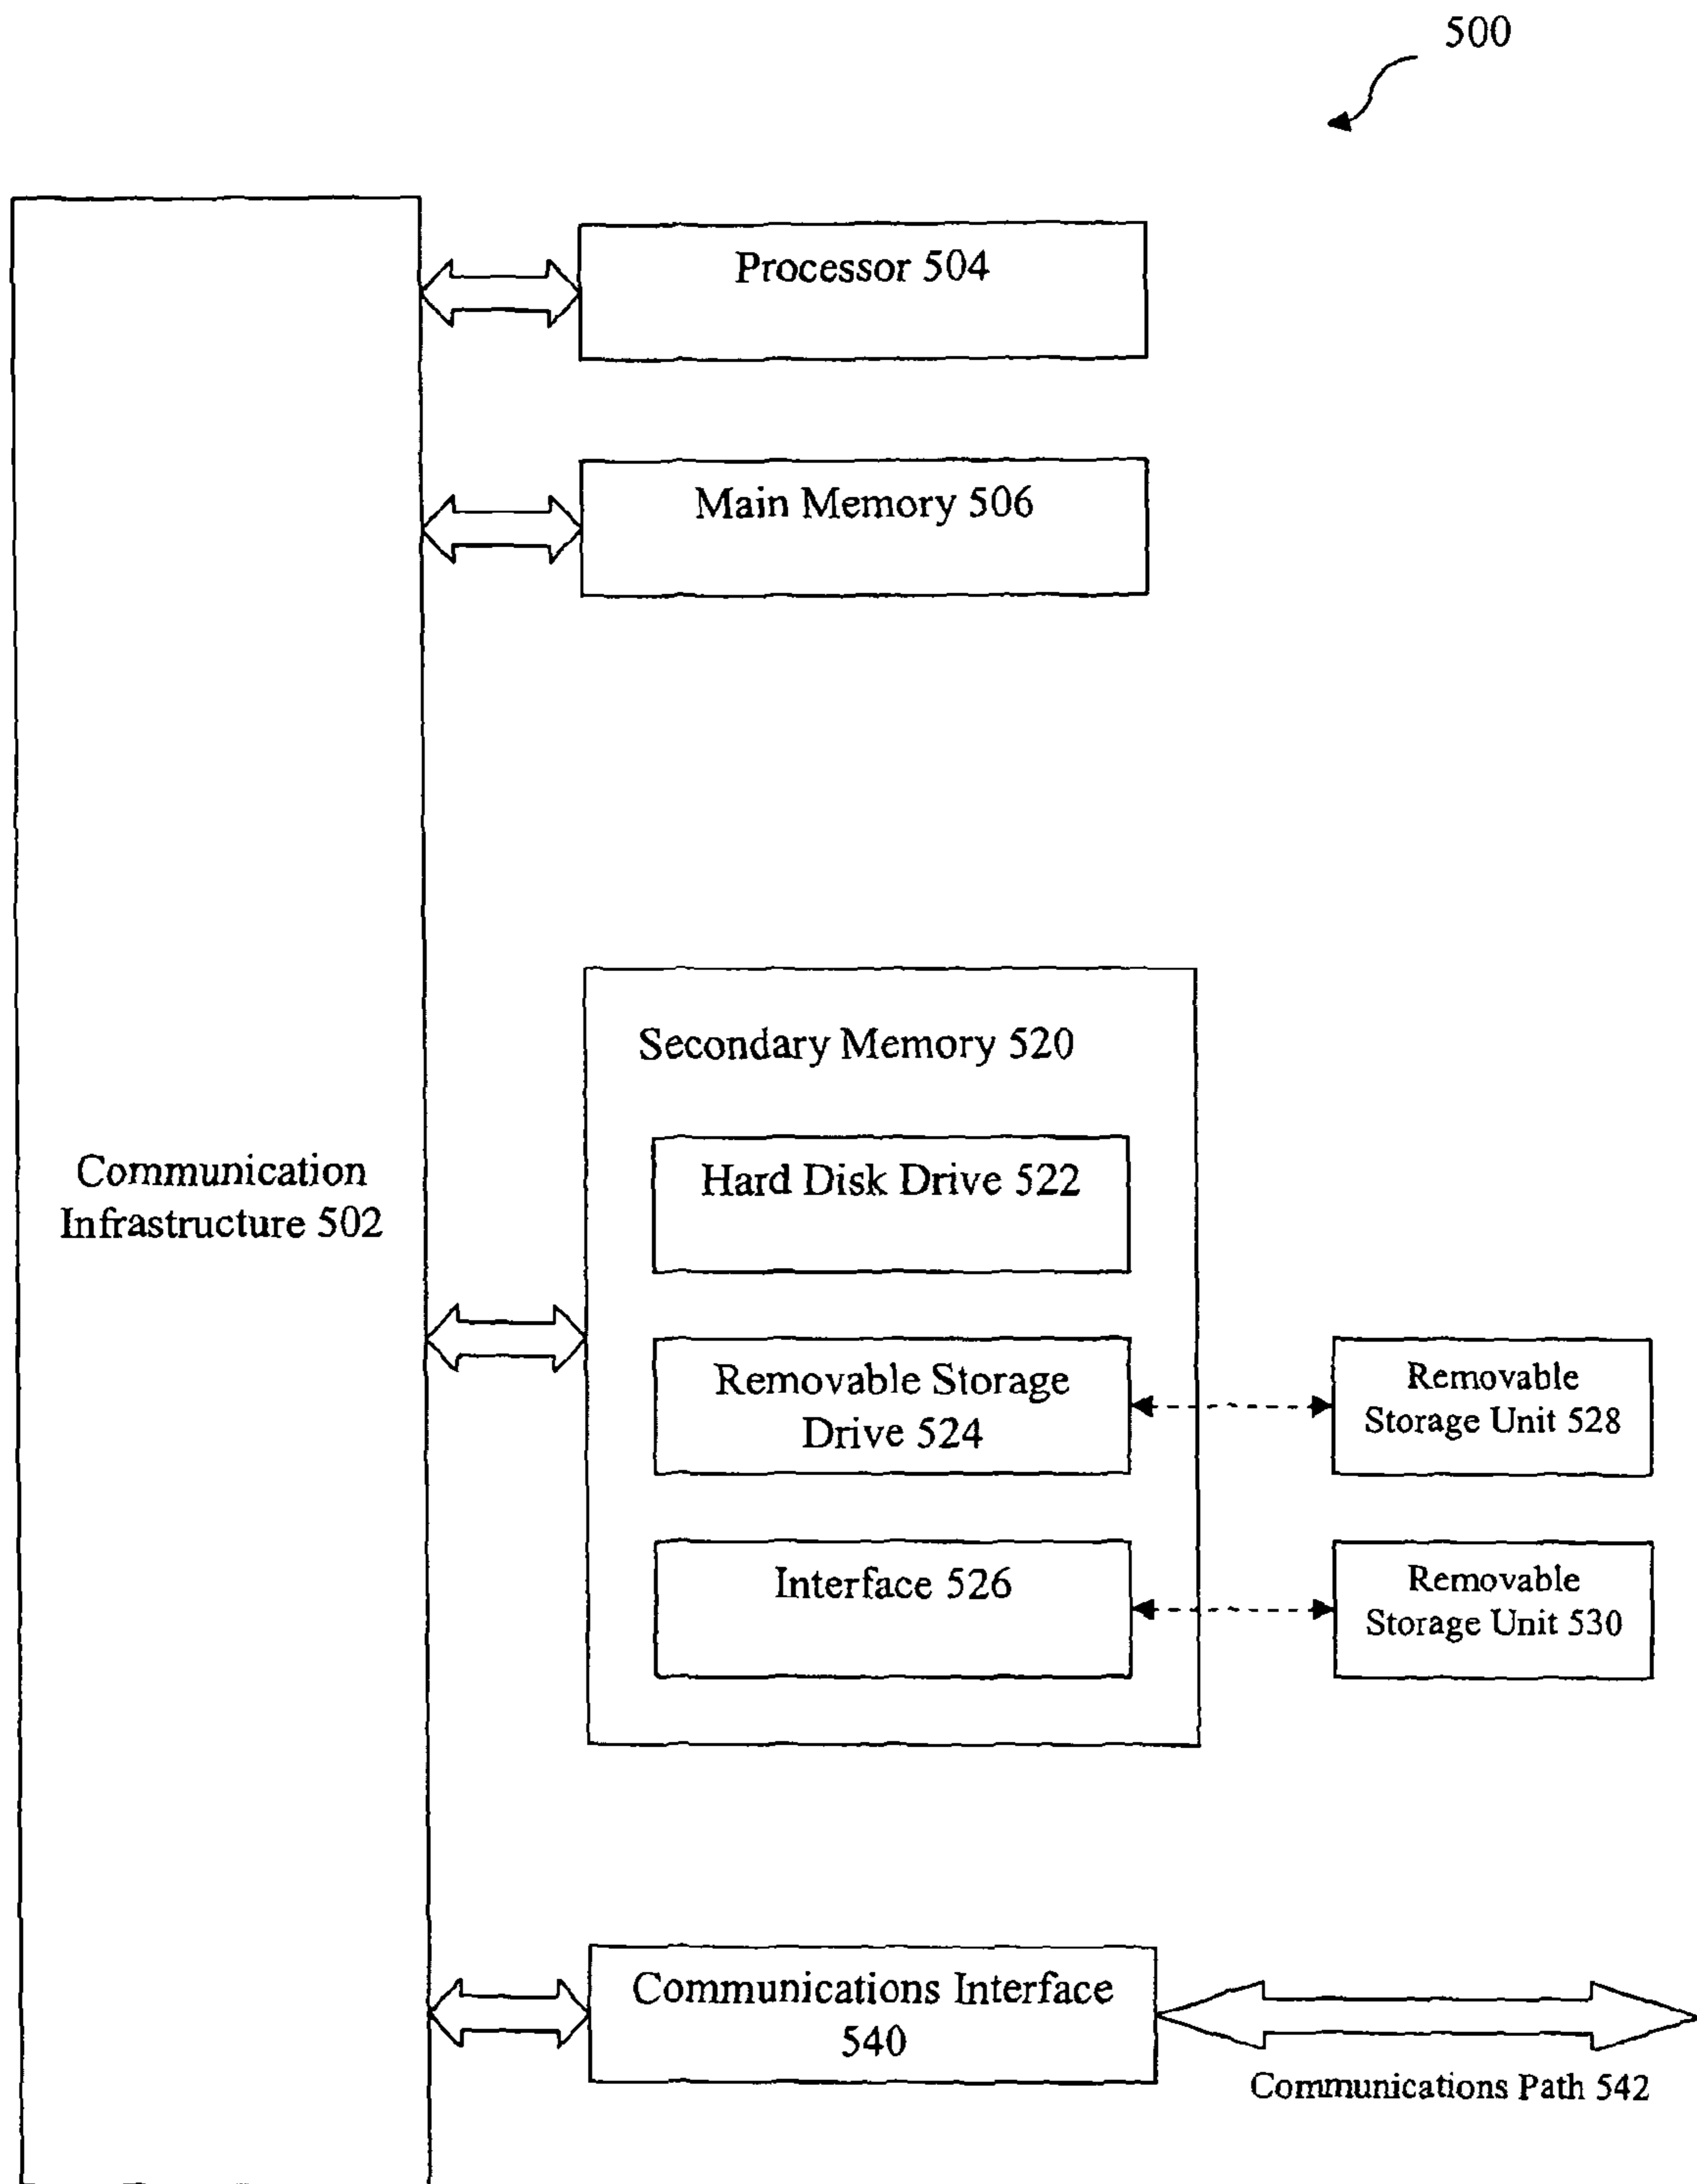 500
Processor 504
Main Memory 506
Secondary Memory 520
Hard Disk Drive 522
Communication
Infrastructure 502
Removable Storage
Drive 524
Removable
Storage Unit 528
Interface 526
Removable
Storage Unit 530
Communications Interface
540
Communications Path 542